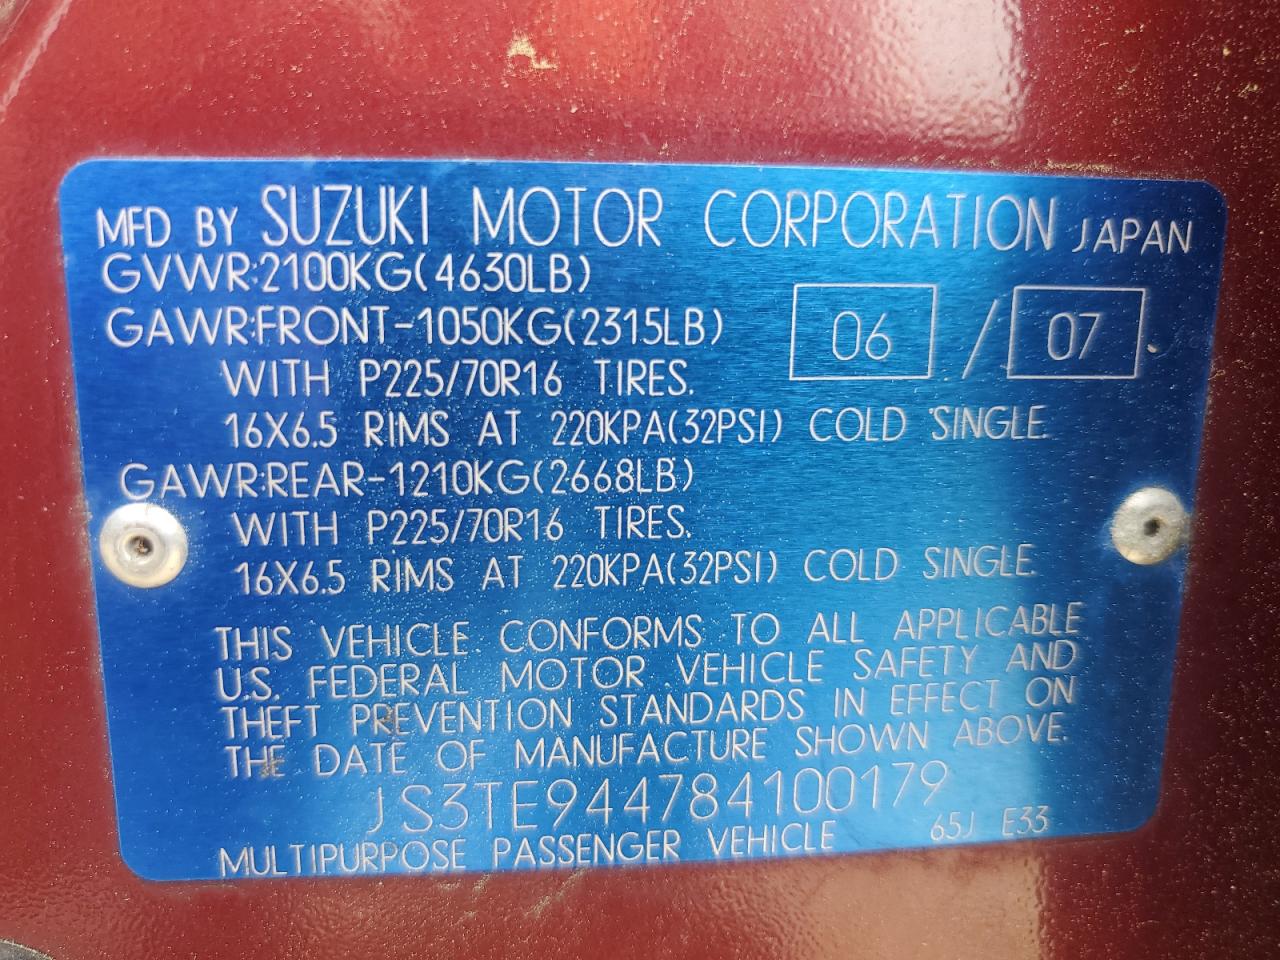 MFD BY SUZUKI MOTOR CORPORATION JAPAN
GVWR:2100KG(4630LB)
GAWR:FRONT-1050KG(2315LB)
06 / 07
WITH P225/70R16 TIRES.
16X6.5 RIMS AT 220KPA(32PSI) COLD SINGLE.
GAWR:REAR-1210KG(2668LB)
WITH P225/70R16 TIRES.
16X6.5 RIMS AT 220KPA(32PSI) COLD SINGLE.
THIS VEHICLE CONFORMS TO ALL APPLICABLE
U.S. FEDERAL MOTOR VEHICLE SAFETY AND
THEFT PREVENTION STANDARDS IN EFFECT ON
THE DATE OF MANUFACTURE SHOWN ABOVE.
JS3TE944784100179
MULTIPURPOSE PASSENGER VEHICLE 65J E33